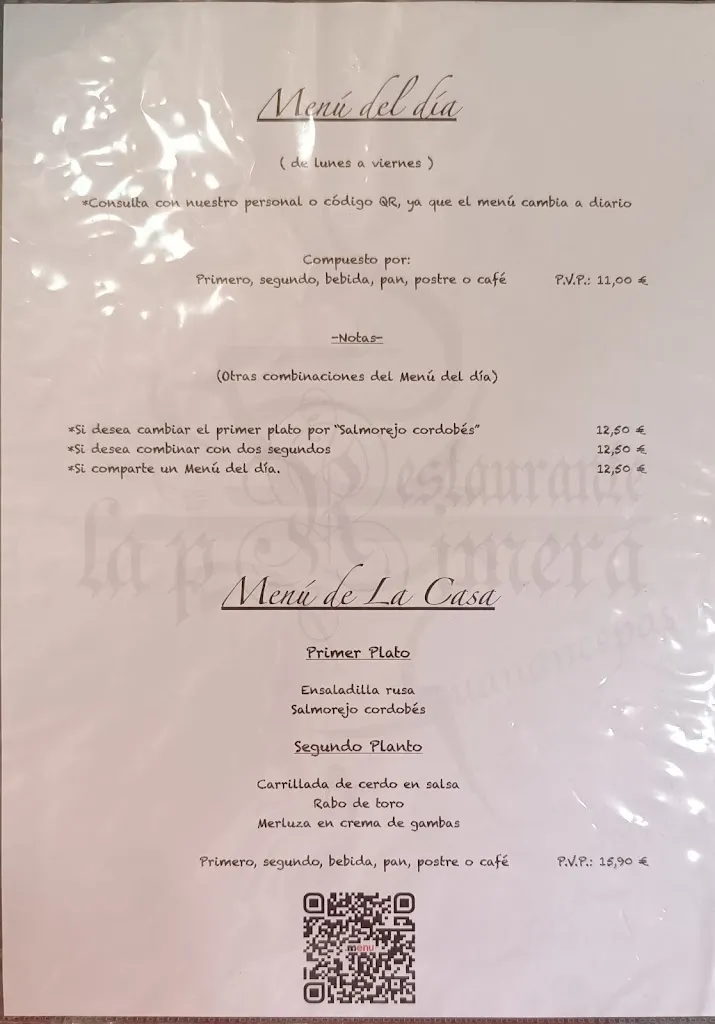 Menú del día
( de lunes a viernes )
*Consulta con nuestro personal o código QR, ya que el menú cambia a diario
Compuesto por:
Primero, segundo, bebida, pan, postre o café P.V.P.: 11,00 €
-Notas-
(Otras combinaciones del Menú del día)
*Si desea cambiar el primer plato por "Salmorejo cordobés" 12,50 €
*Si desea combinar con dos segundos 12,50 €
*Si comparte un Menú del día. 12,50 €
Restaurante
la pRimera
Menú de La Casa
Primer Plato
Ensaladilla rusa
Salmorejo cordobés
Segundo Planto
Carrillada de cerdo en salsa
Rabo de toro
Merluza en crema de gambas
Primero, segundo, bebida, pan, postre o café P.V.P.: 15,90 €
menu